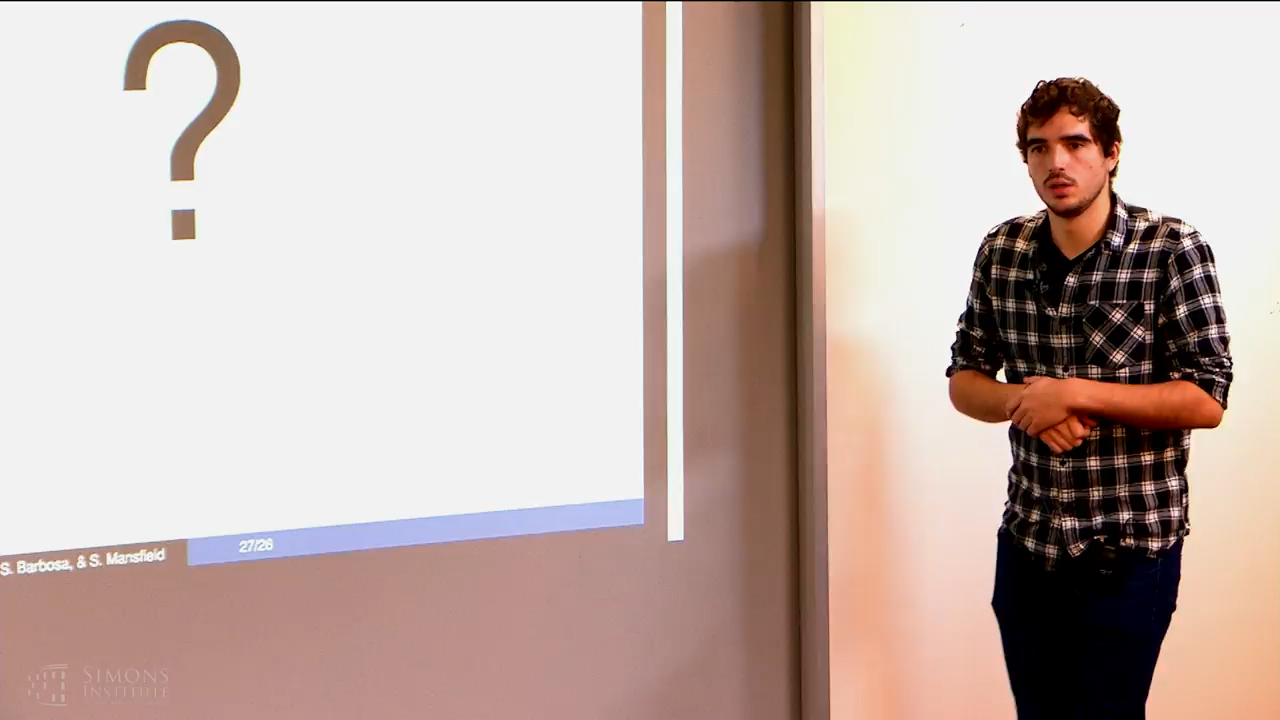 ?
S. Barbosa, & S. Mansfield
27/26
SIMONS
INSTITUTE